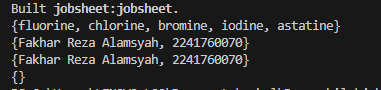 Built jobsheet:jobsheet.
{fluorine, chlorine, bromine, iodine, astatine}
{Fakhar Reza Alamsyah, 2241760070}
{Fakhar Reza Alamsyah, 2241760070}
{}